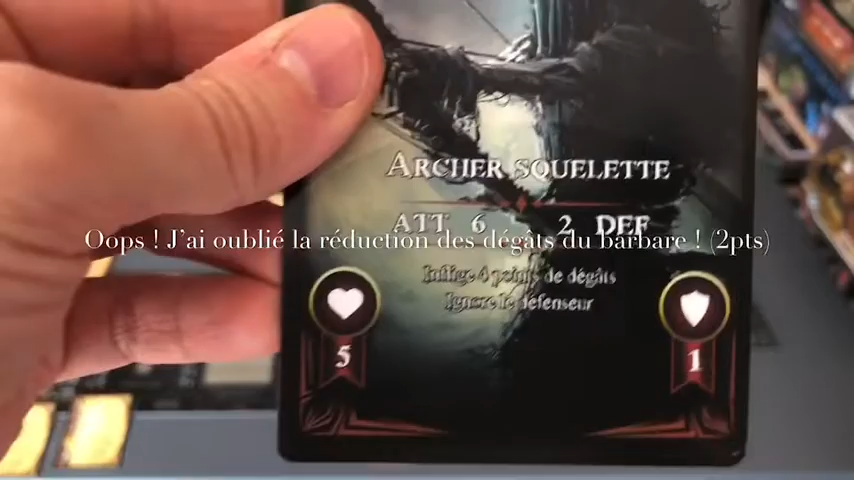 ARCHER SQUELETTE
ATT 6 2 DEF
Oops ! J'ai oublié la réduction des dégâts du barbare ! (2pts)
Inflige 4 points de dégâts
Ignore le défenseur
5
1